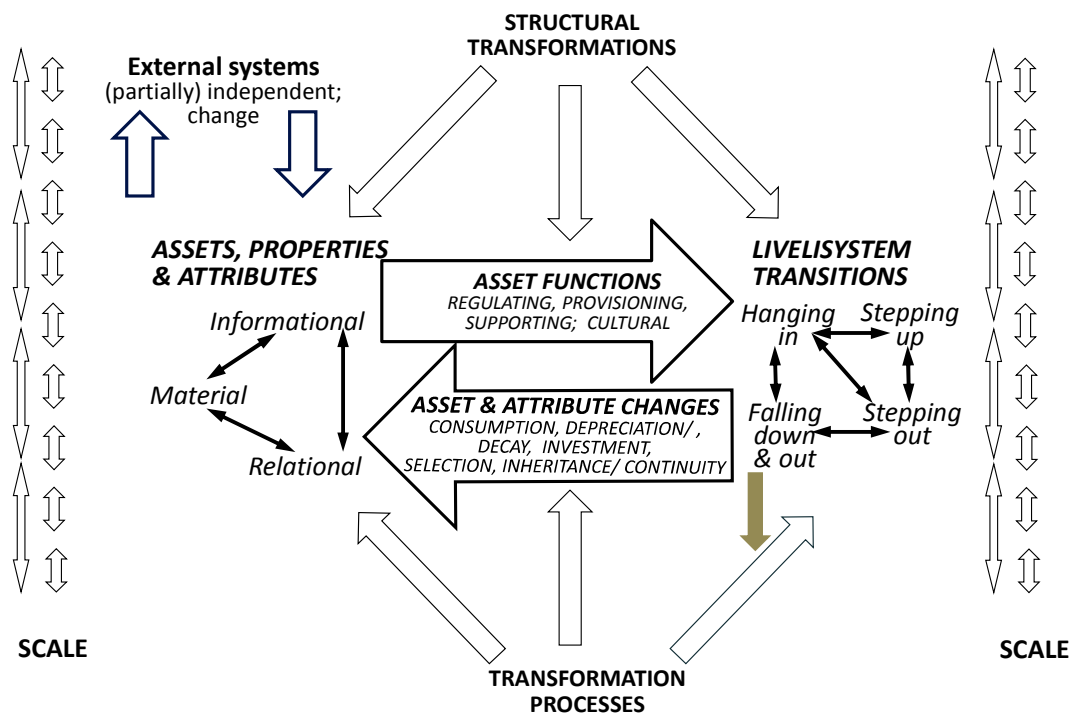 STRUCTURAL
TRANSFORMATIONS
External systems
(partially) independent;
change
ASSETS, PROPERTIES
& ATTRIBUTES
Informational
Material
Relational
ASSET FUNCTIONS
REGULATING, PROVISIONING,
SUPPORTING; CULTURAL
ASSET & ATTRIBUTE CHANGES
CONSUMPTION, DEPRECIATION/ ,
DECAY, INVESTMENT,
SELECTION, INHERITANCE/ CONTINUITY
LIVELISYSTEM
TRANSITIONS
Hanging
in
Stepping
up
Falling
down
& out
Stepping
out
SCALE
SCALE
TRANSFORMATION
PROCESSES